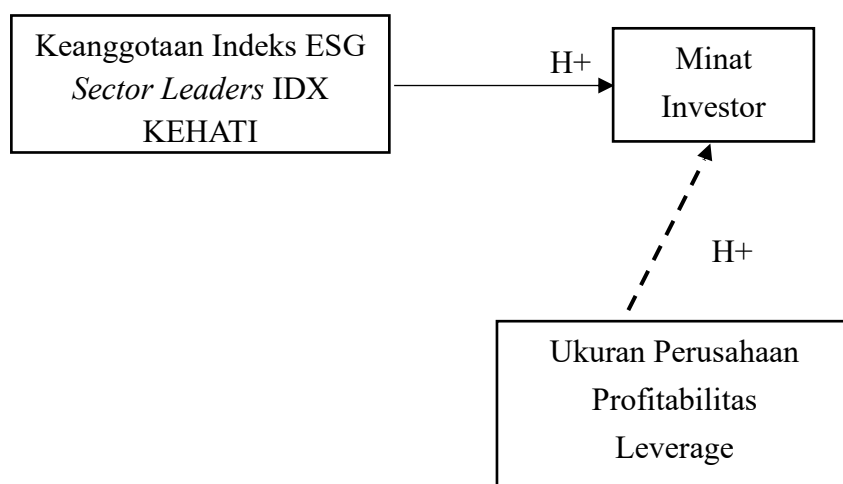 Keanggotaan Indeks ESG
Sector Leaders IDX
KEHATI
H+
Minat
Investor
H+
Ukuran Perusahaan
Profitabilitas
Leverage